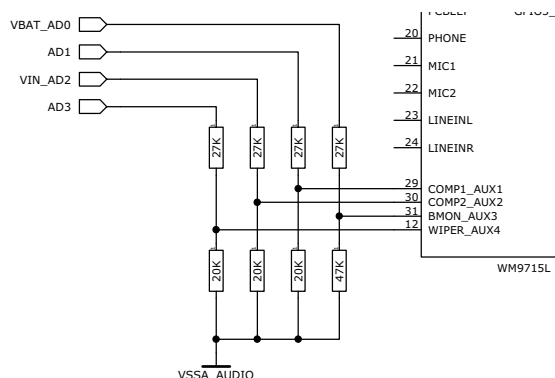 VBAT_AD0
AD1
VIN_AD2
AD3
20 PHONE
21 MIC1
22 MIC2
23 LINEINL
24 LINEINR
27K 27K 27K 27K
29 COMP1_AUX1
30 COMP2_AUX2
31 BMON_AUX3
12 WIPER_AUX4
20K 20K 20K 47K
WM9715L
VSSA_AUDIO